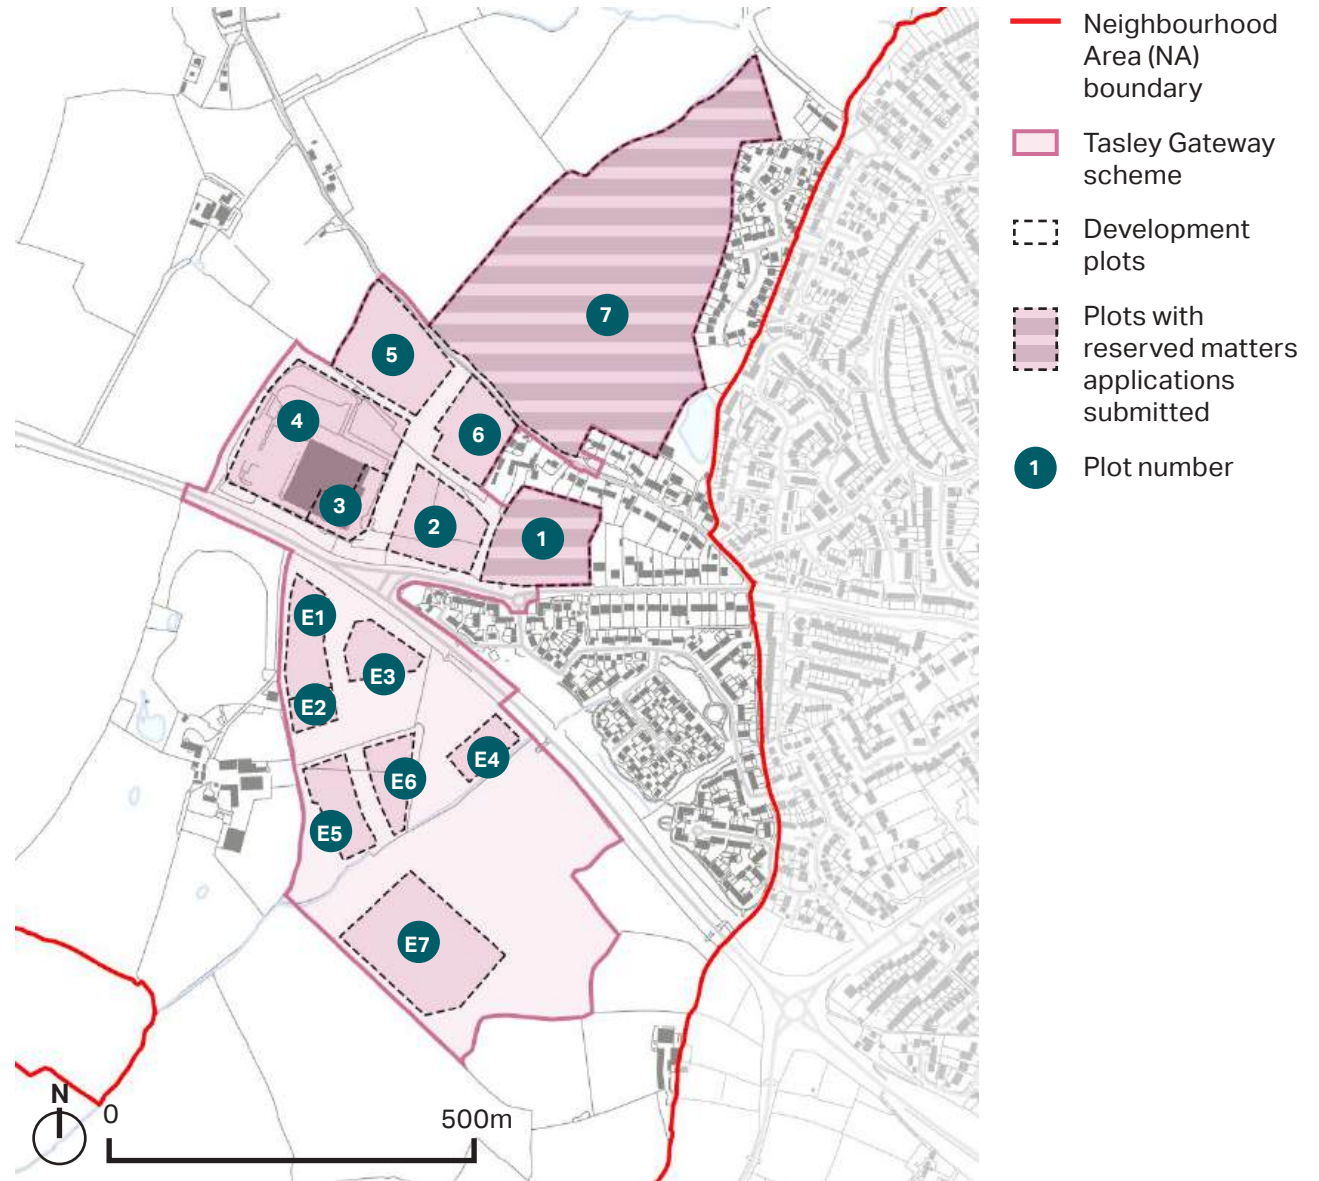 Neighbourhood
Area (NA)
boundary
Tasley Gateway
scheme
Development
plots
Plots with
reserved matters
applications
submitted
1
Plot number
7
5
4
6
3
2
1
E1
E3
E2
E4
E6
E5
E7
N
0
500m